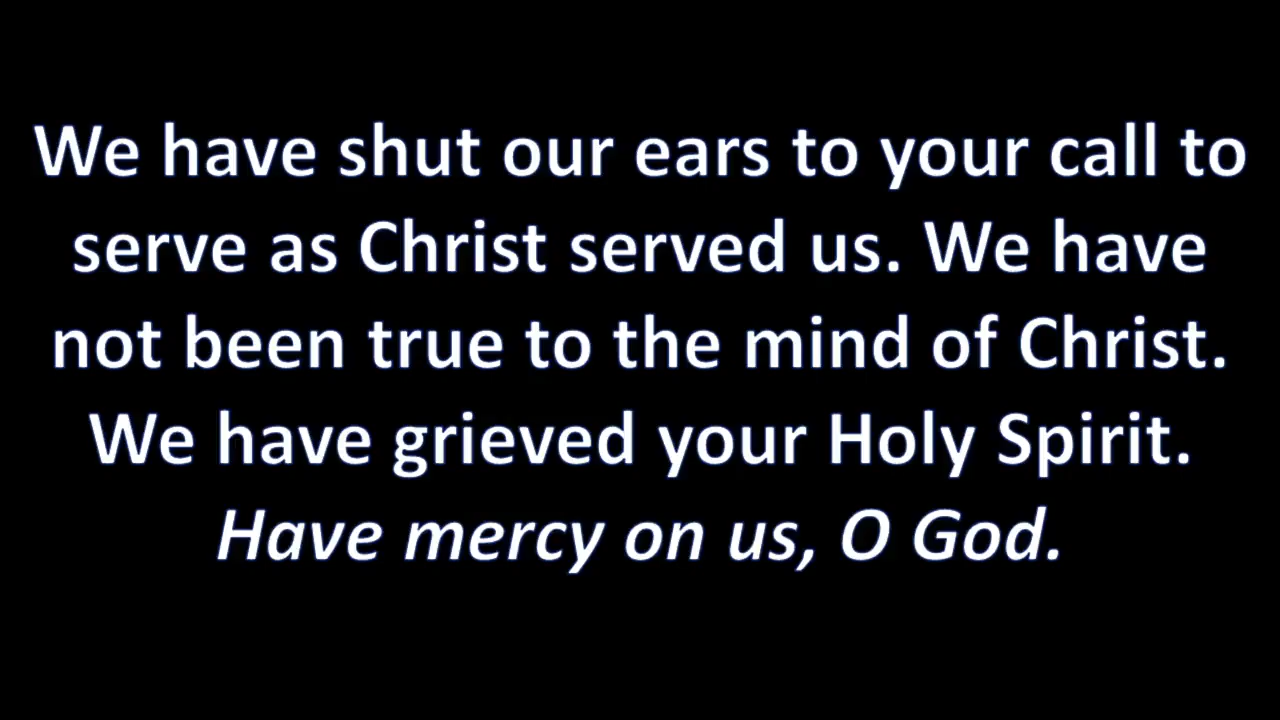 We have shut our ears to your call to
serve as Christ served us. We have
not been true to the mind of Christ.
We have grieved your Holy Spirit.
Have mercy on us, O God.